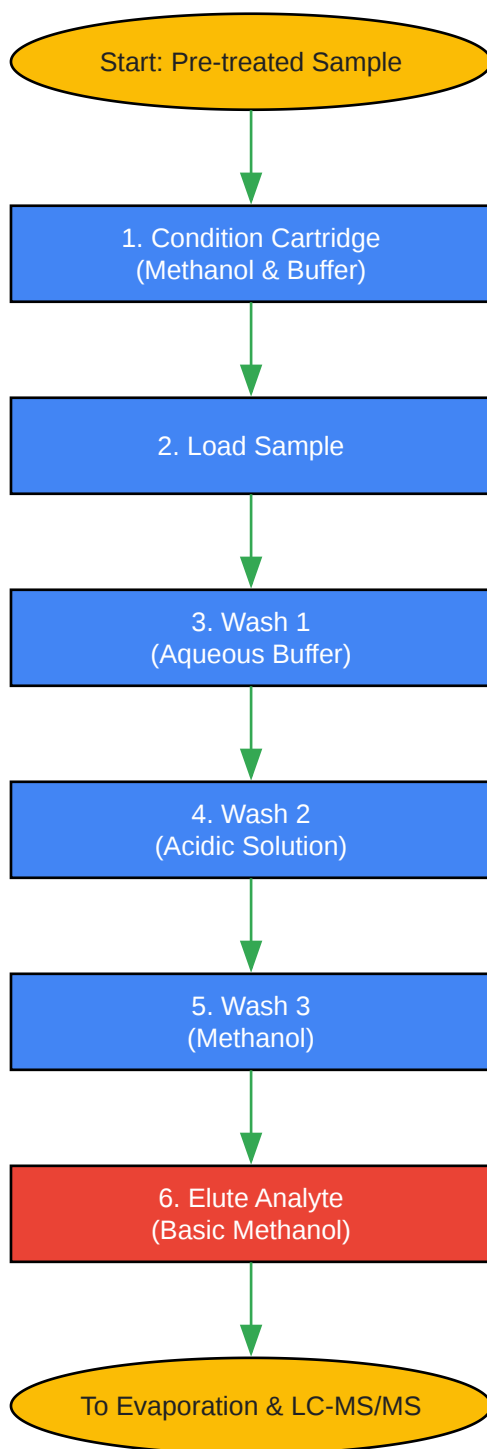 Start: Pre-treated Sample
1. Condition Cartridge
(Methanol & Buffer)
2. Load Sample
3. Wash 1
(Aqueous Buffer)
4. Wash 2
(Acidic Solution)
5. Wash 3
(Methanol)
6. Elute Analyte
(Basic Methanol)
To Evaporation & LC-MS/MS